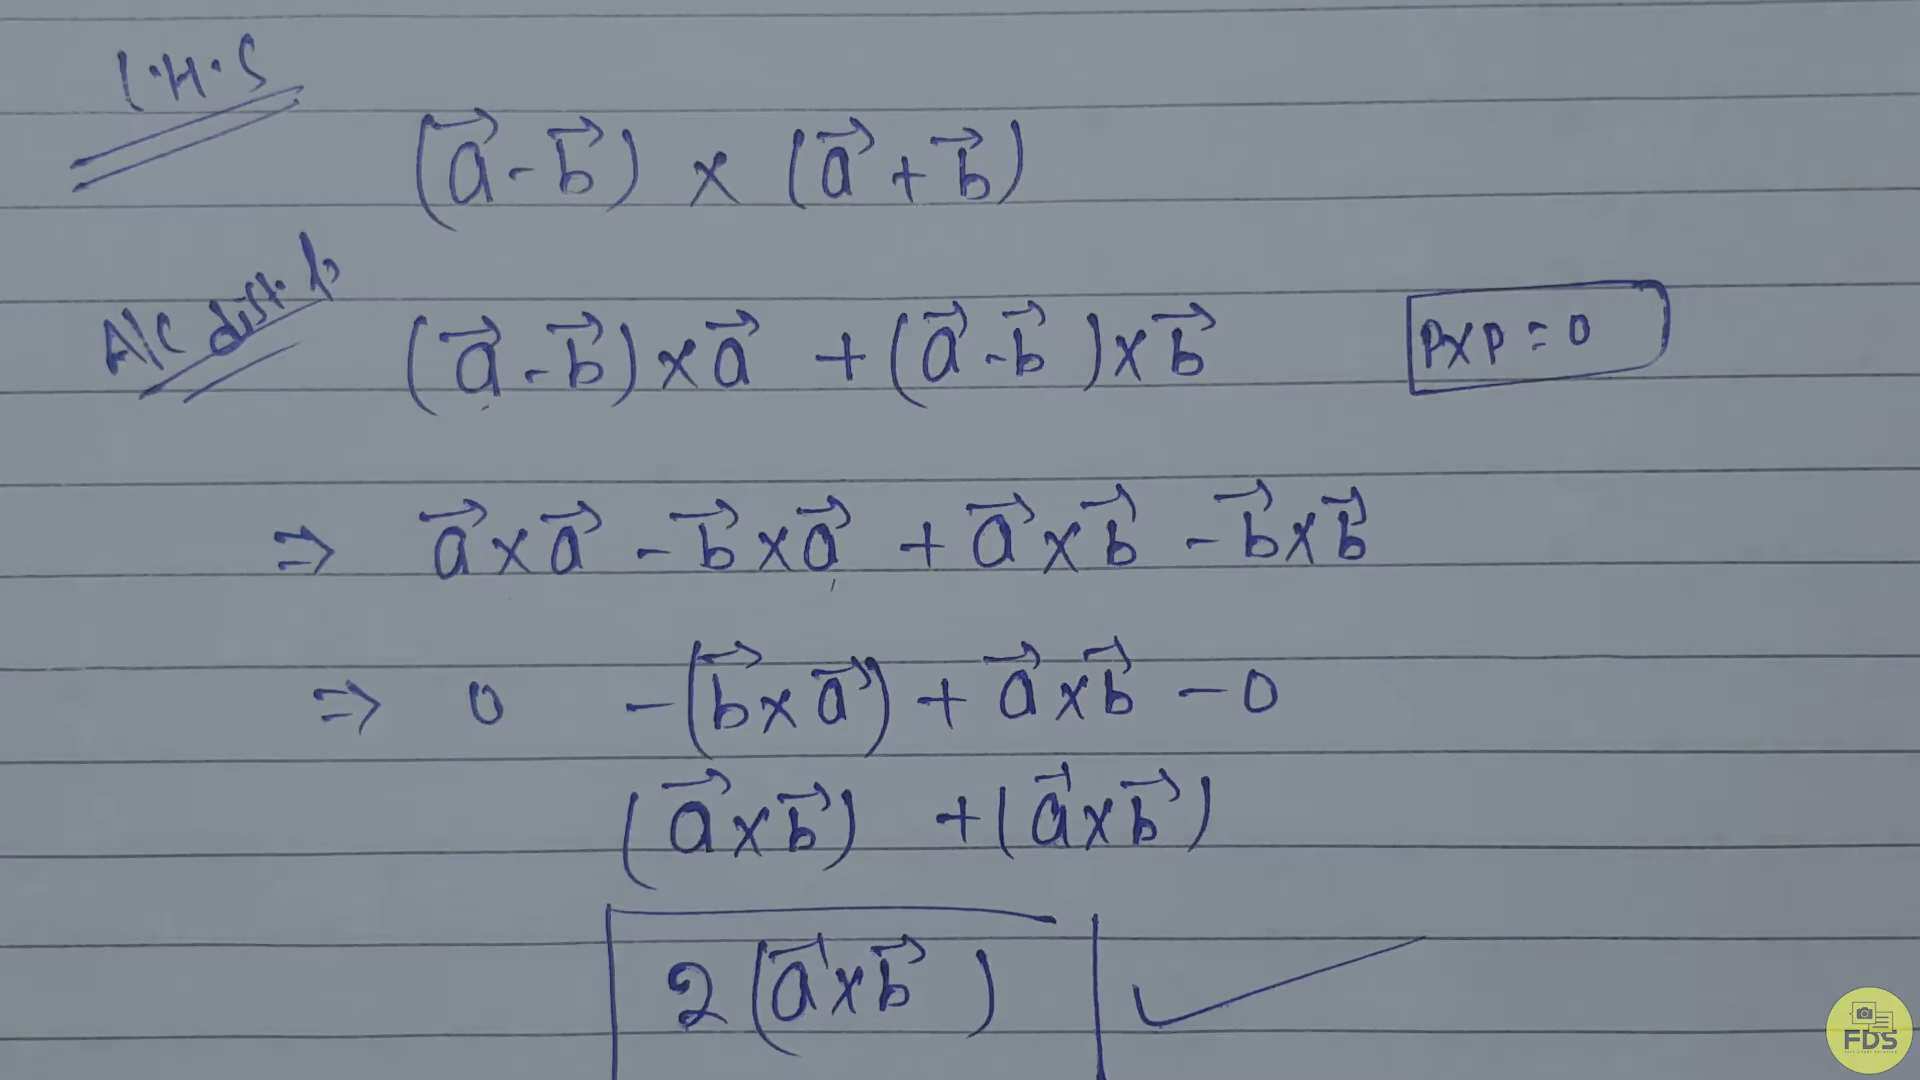 L.H.S
(a⃗ - b⃗) × (a⃗ + b⃗)
A/C dist.
(a⃗ - b⃗) × a⃗ + (a⃗ - b⃗) × b⃗
P×P = 0
⇒ a⃗ × a⃗ - b⃗ × a⃗ + a⃗ × b⃗ - b⃗ × b⃗
⇒ 0 - (b⃗ × a⃗) + a⃗ × b⃗ - 0
(a⃗ × b⃗) + (a⃗ × b⃗)
2 (a⃗ × b⃗)
FDS